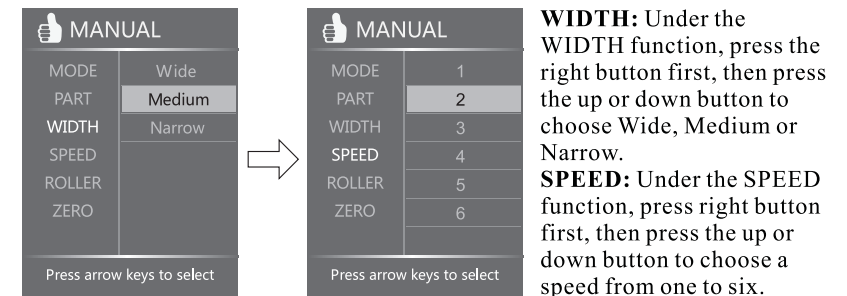 MANUAL
MODE
PART
WIDTH
SPEED
ROLLER
ZERO
Wide
Medium
Narrow
Press arrow keys to select
MANUAL
MODE
PART
WIDTH
SPEED
ROLLER
ZERO
1
2
3
4
5
6
Press arrow keys to select
WIDTH: Under the
WIDTH function, press the
right button first, then press
the up or down button to
choose Wide, Medium or
Narrow.
SPEED: Under the SPEED
function, press right button
first, then press the up or
down button to choose a
speed from one to six.